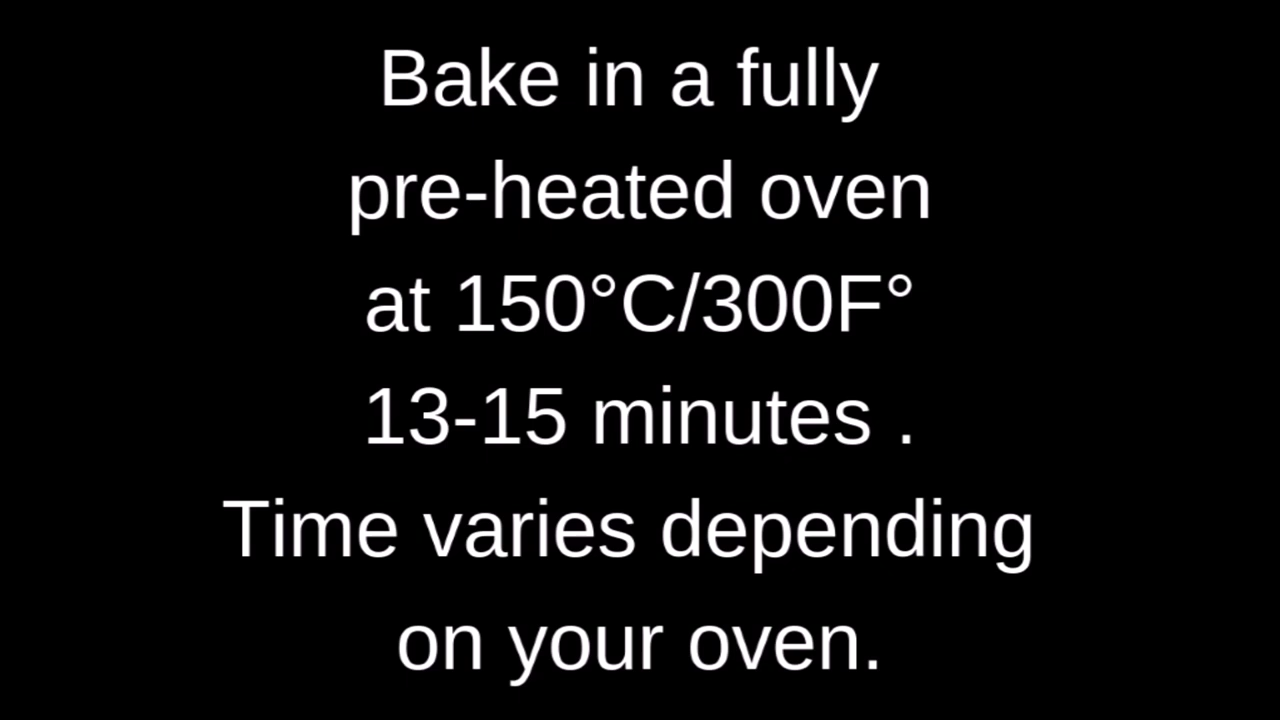 Bake in a fully
pre-heated oven
at 150°C/300F°
13-15 minutes .
Time varies depending
on your oven.